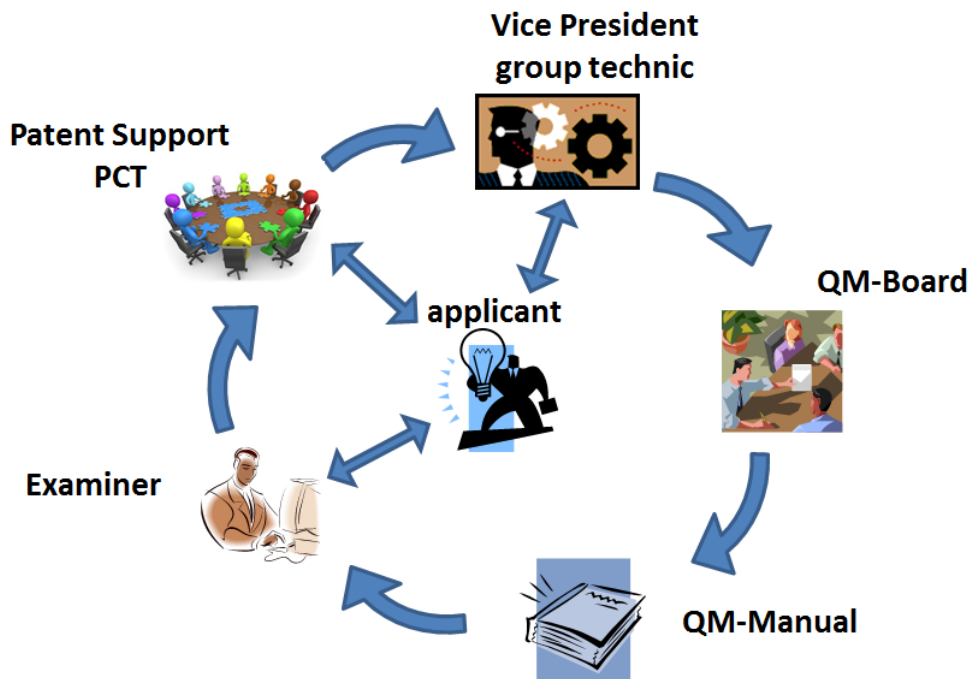 Vice President
group technic
Patent Support
PCT
QM-Board
applicant
Examiner
QM-Manual